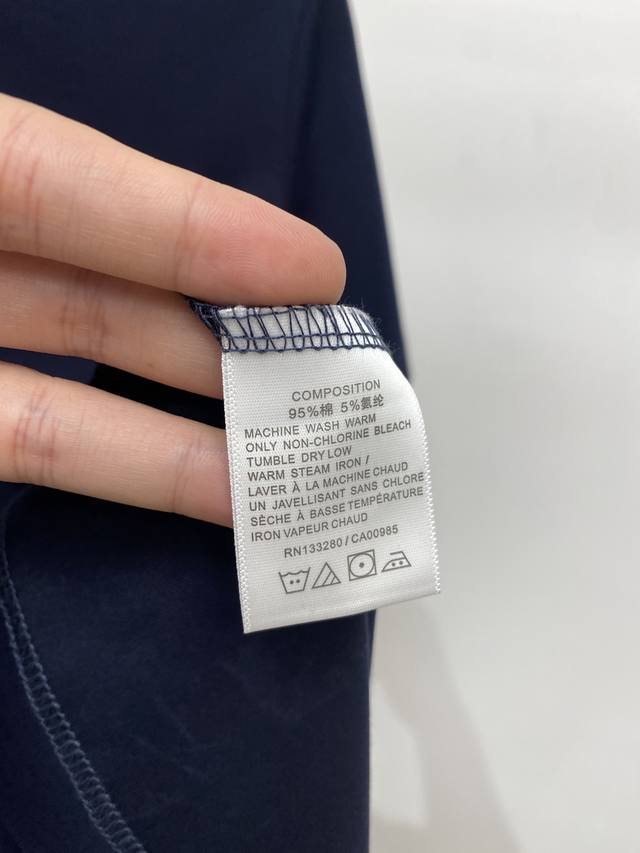 COMPOSITION
95%棉 5%氨纶
MACHINE WASH WARM
ONLY NON-CHLORINE BLEACH
TUMBLE DRY LOW
WARM STEAM IRON /
LAVER À LA MACHINE CHAUD
UN JAVELLISANT SANS CHLORE
SÈCHE À BASSE TEMPÉRATURE
IRON VAPEUR CHAUD
RN133280 / CA00985